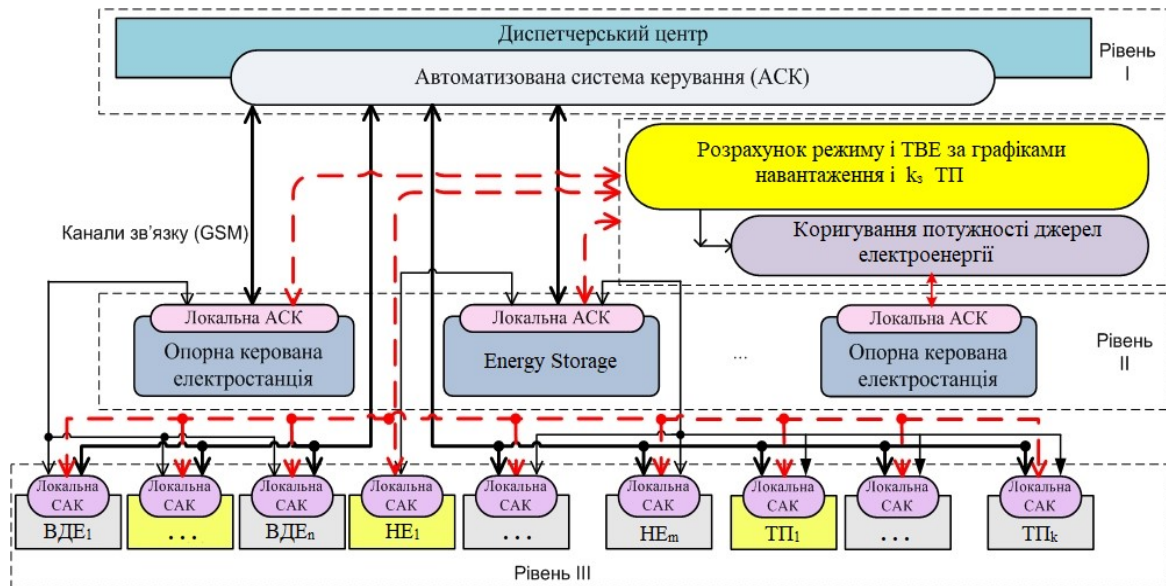 Диспетчерський центр
Автоматизована система керування (АСК)
Рівень
І
Розрахунок режиму і ТВЕ за графіками
навантаження і kз ТП
Канали зв'язку (GSM)
Коригування потужності джерел
електроенергії
Локальна АСК
Опорна керована
електростанція
Локальна АСК
Energy Storage
...
Локальна АСК
Опорна керована
електростанція
Рівень
ІІ
Локальна
САК
ВДЕ1
Локальна
САК
...
Локальна
САК
ВДЕn
Локальна
САК
НЕ1
Локальна
САК
...
Локальна
САК
НЕm
Локальна
САК
ТП1
Локальна
САК
...
Локальна
САК
ТПk
Рівень ІІІ